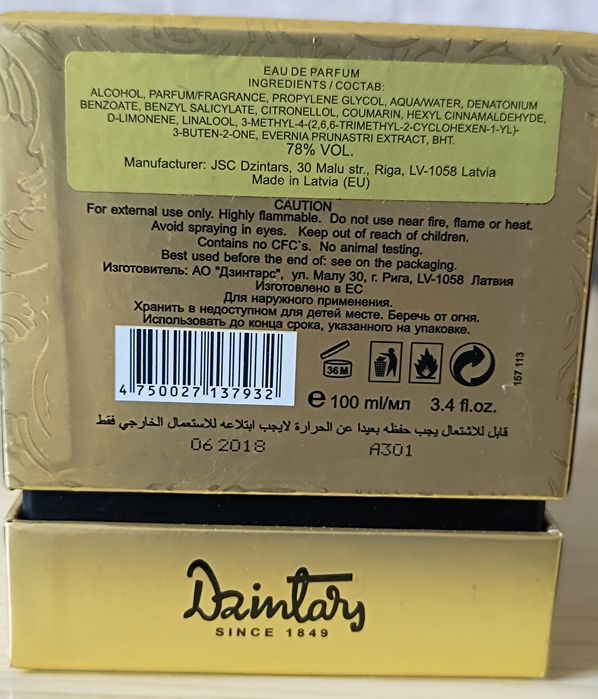 EAU DE PARFUM
INGREDIENTS / СОСТАВ:
ALCOHOL, PARFUM/FRAGRANCE, PROPYLENE GLYCOL, AQUA/WATER, DENATONIUM
BENZOATE, BENZYL SALICYLATE, CITRONELLOL, COUMARIN, HEXYL CINNAMALDEHYDE,
D-LIMONENE, LINALOOL, 3-METHYL-4-(2,6,6-TRIMETHYL-2-CYCLOHEXEN-1-YL)-
3-BUTEN-2-ONE, EVERNIA PRUNASTRI EXTRACT, BHT.
78% VOL.
Manufacturer: JSC Dzintars, 30 Malu str., Riga, LV-1058 Latvia
Made in Latvia (EU)
CAUTION
For external use only. Highly flammable. Do not use near fire, flame or heat.
Avoid spraying in eyes. Keep out of reach of children.
Contains no CFC`s. No animal testing.
Best used before the end of: see on the packaging.
Изготовитель: АО "Дзинтарс", ул. Малу 30, г. Рига, LV-1058 Латвия
Изготовлено в ЕС
Для наружного применения.
Хранить в недоступном для детей месте. Беречь от огня.
Использовать до конца срока, указанного на упаковке.
4 750027 137932
36 M
157 113
e 100 ml/мл 3.4 fl.oz.
قابل للاشتعال يجب حفظه بعيدا عن الحرارة لايجب ابتلاعه للاستعمال الخارجي فقط
06 2018 A301
Dzintars
SINCE 1849